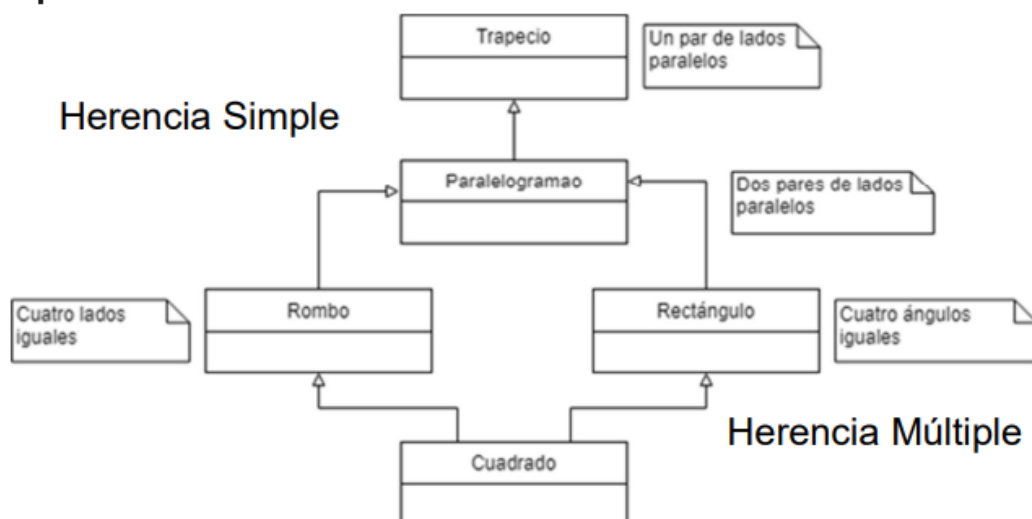 Trapecio
Un par de lados
paralelos
Herencia Simple
Paralelogramao
Dos pares de lados
paralelos
Cuatro lados
iguales
Rombo
Rectángulo
Cuatro ángulos
iguales
Herencia Múltiple
Cuadrado